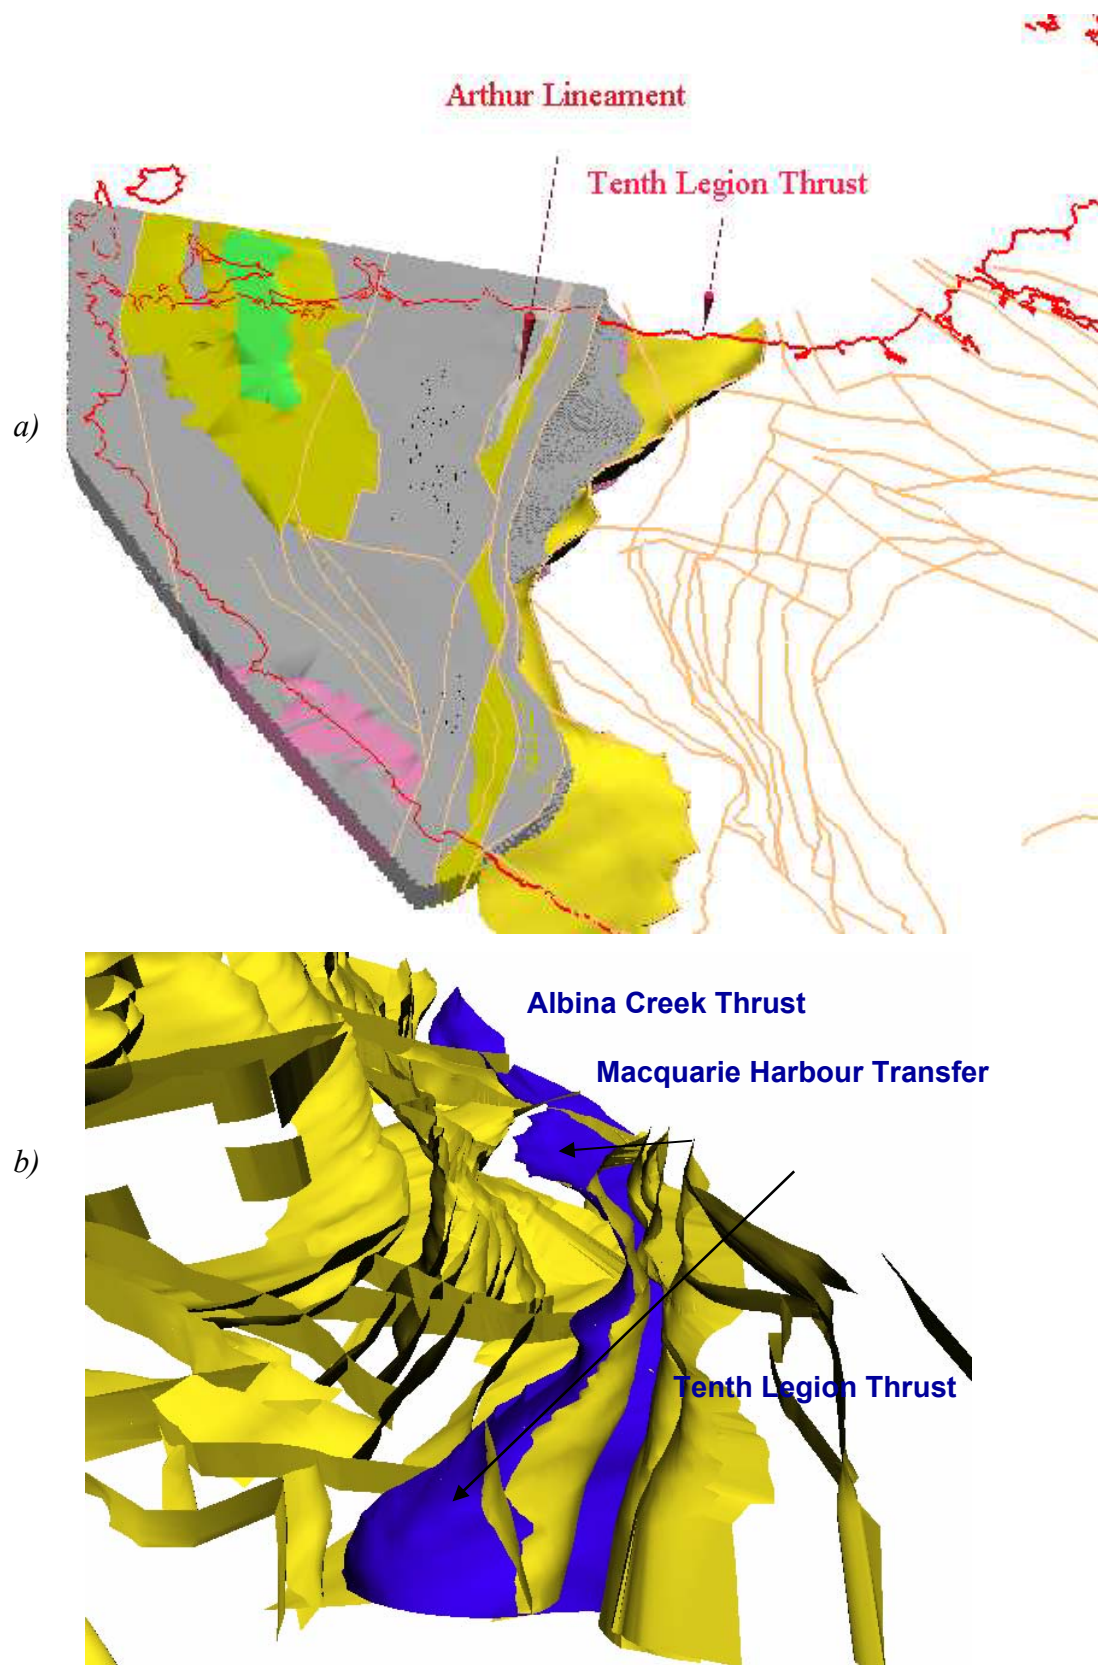 Arthur Lineament
Tenth Legion Thrust
a)
Albina Creek Thrust
Macquarie Harbour Transfer
b)
Tenth Legion Thrust